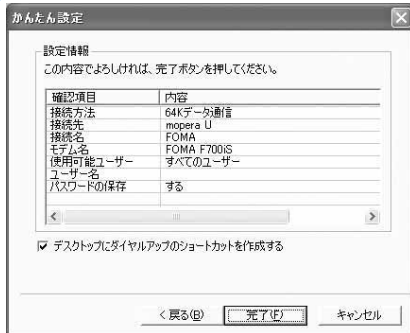 かんたん設定
設定情報
この内容でよろしければ、完了ボタンを押してください。
確認項目 内容
接続方法 64Kデータ通信
接続先 mopera U
接続名 FOMA
モデム名 FOMA F700iS
使用可能ユーザー すべてのユーザー
ユーザー名
パスワードの保存 する
デスクトップにダイヤルアップのショートカットを作成する
< 戻る(B) 完了(F) キャンセル